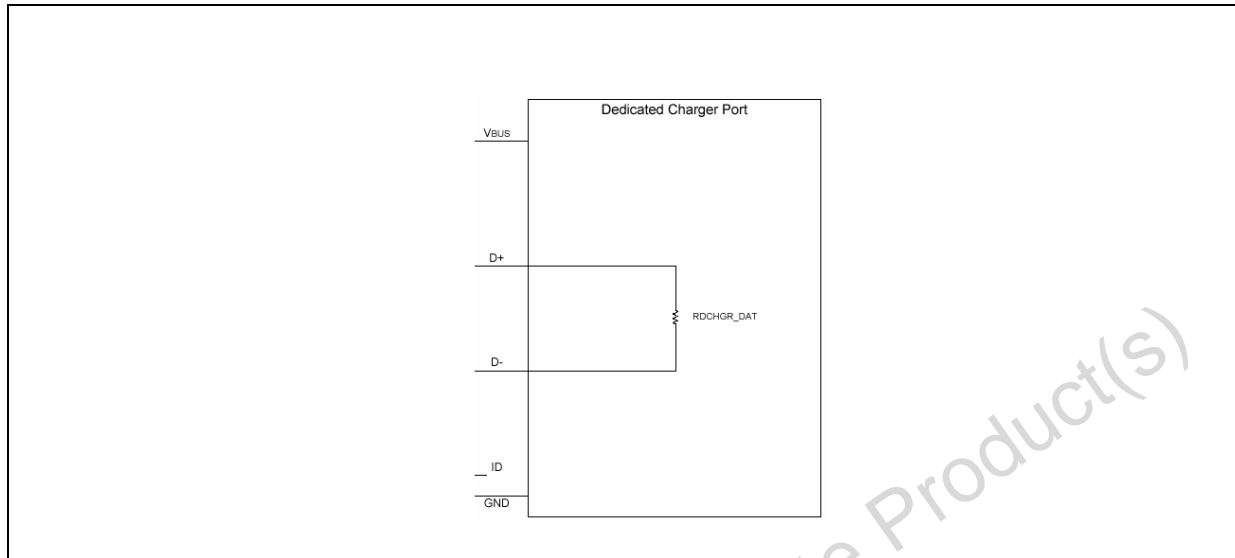 Dedicated Charger Port
VBUS
D+
RDCHGR_DAT
D-
ID
GND
Product(s)